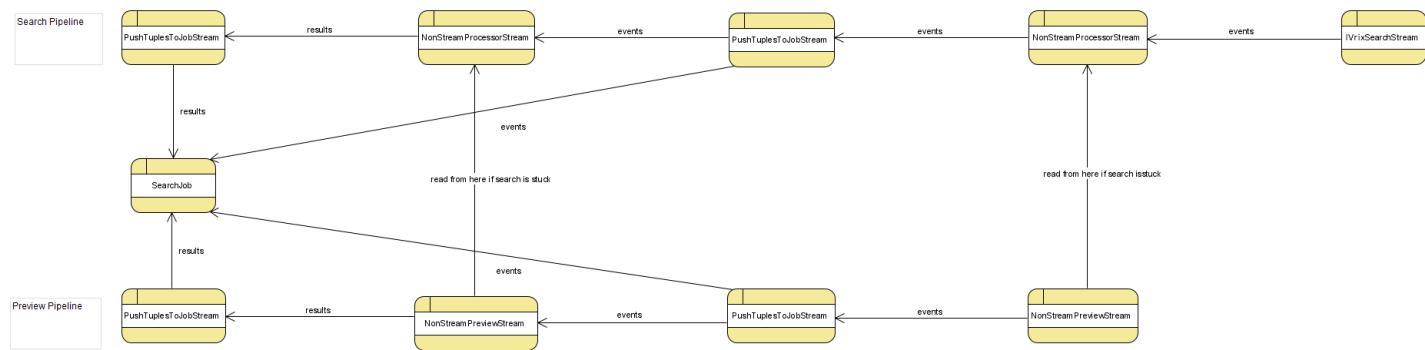 Search Pipeline
PushTuplesToJobStream
results
NonStreamProcessorStream
events
PushTuplesToJobStream
events
NonStreamProcessorStream
events
IVrixSearchStream
results
events
read from here if search is stuck
read from here if search isstuck
SearchJob
results
events
Preview Pipeline
PushTuplesToJobStream
results
NonStreamPreviewStream
events
PushTuplesToJobStream
events
NonStreamPreviewStream